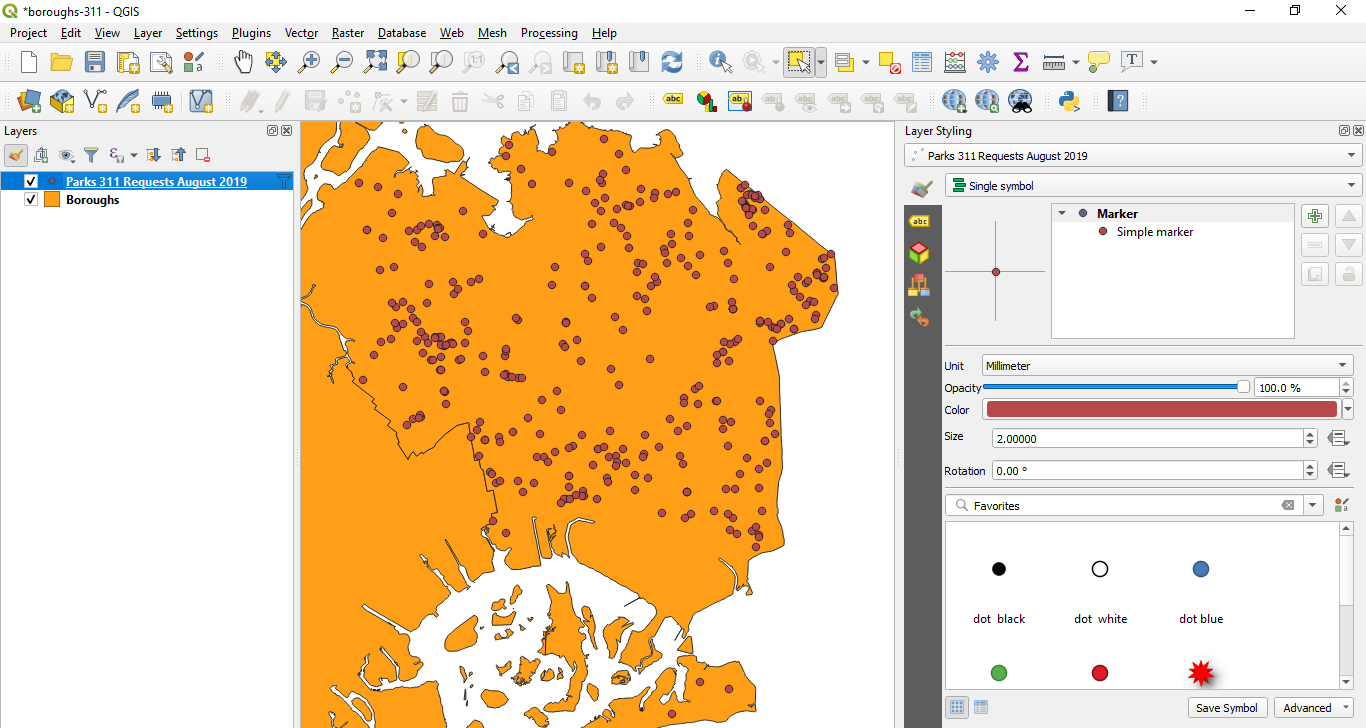 *boroughs-311 - QGIS
Project Edit View Layer Settings Plugins Vector Raster Database Web Mesh Processing Help
Layers
Parks 311 Requests August 2019
Boroughs
Layer Styling
Parks 311 Requests August 2019
Single symbol
Marker
Simple marker
Unit Millimeter
Opacity 100.0 %
Color
Size 2.00000
Rotation 0.00 °
Favorites
dot black dot white dot blue
Save Symbol Advanced